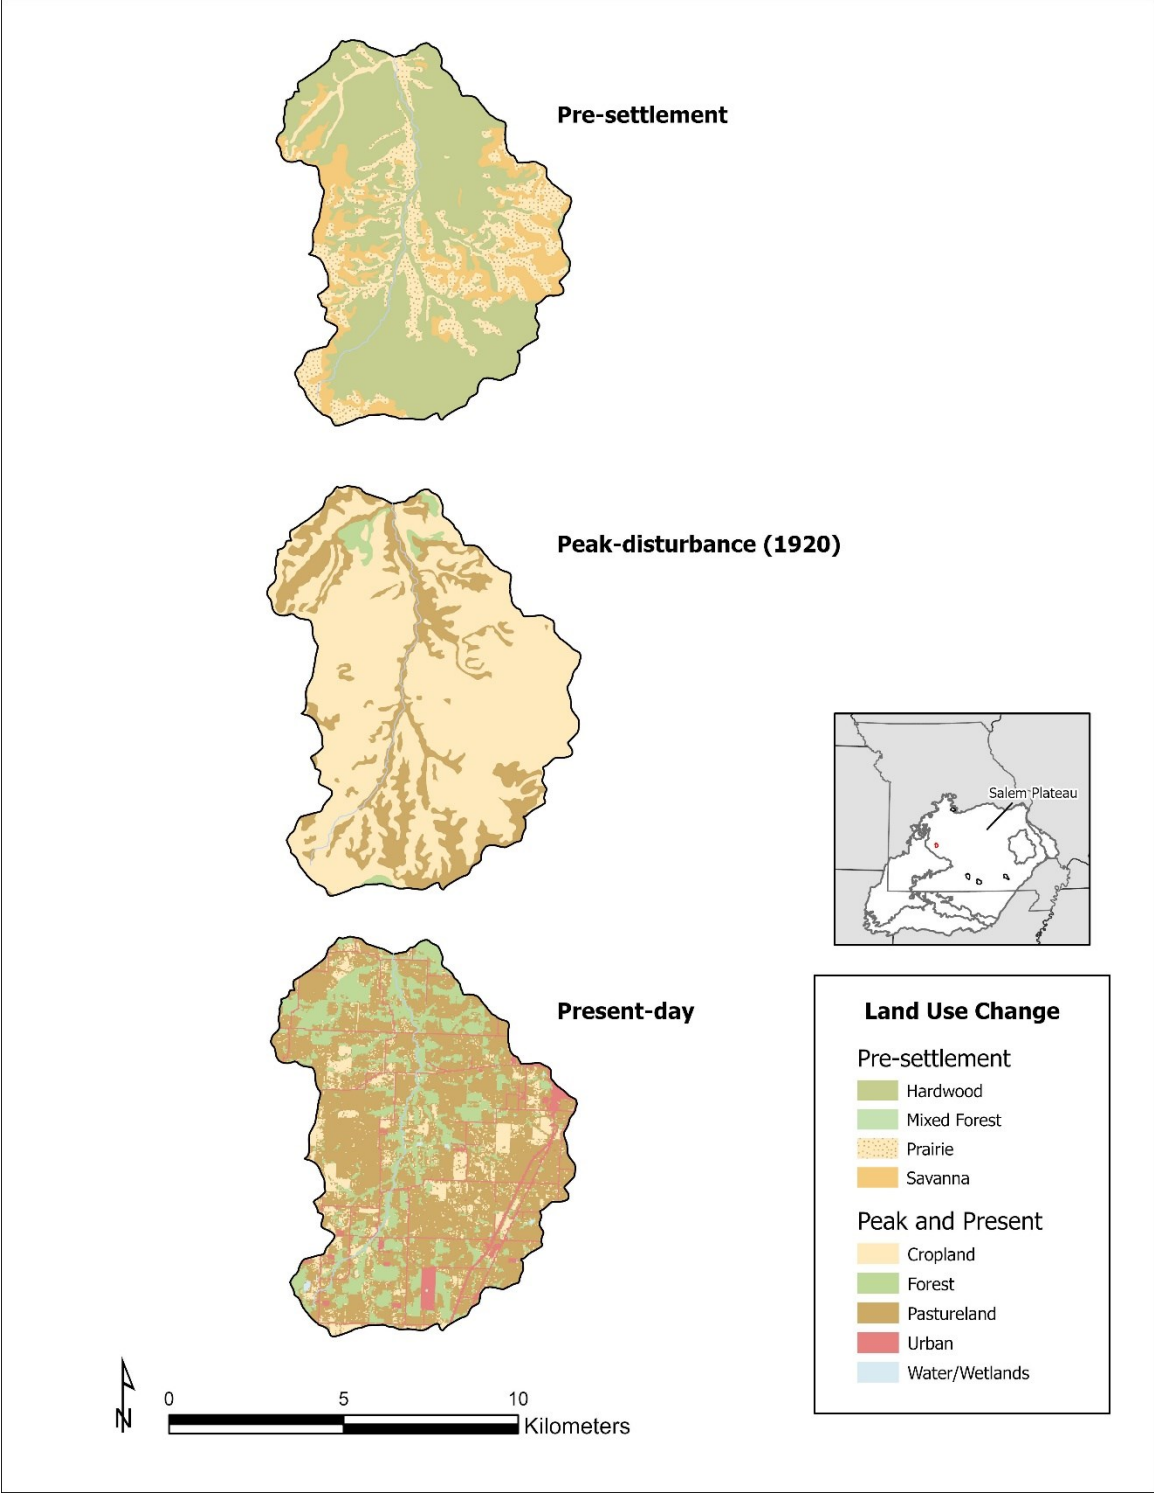 Pre-settlement
Peak-disturbance (1920)
Salem Plateau
Present-day
Land Use Change
Pre-settlement
Hardwood
Mixed Forest
Prairie
Savanna
Peak and Present
Cropland
Forest
Pastureland
Urban
Water/Wetlands
N
0 5 10
Kilometers